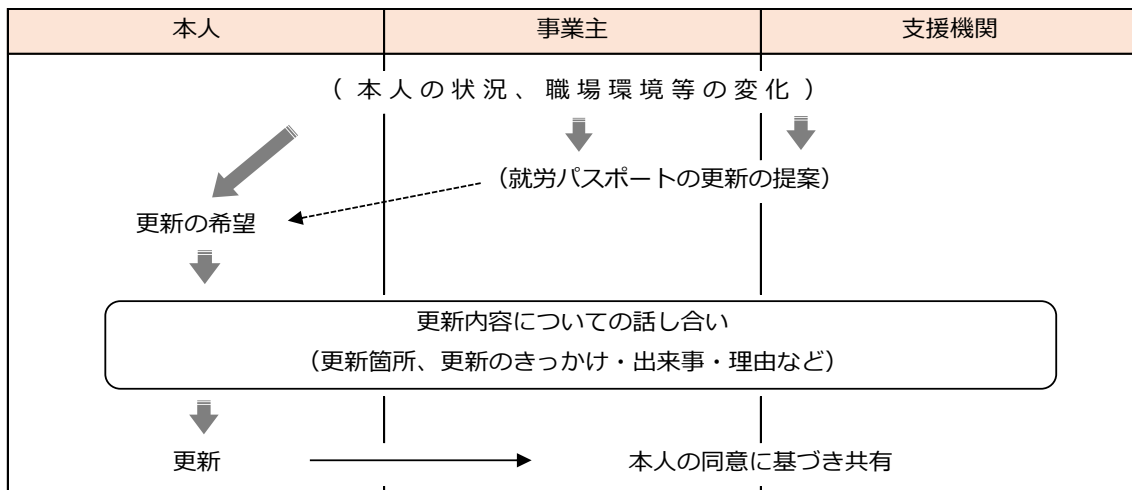 本人
事業主
支援機関
（本人の状況、職場環境等の変化）
（就労パスポートの更新の提案）
更新の希望
更新内容についての話し合い
（更新箇所、更新のきっかけ・出来事・理由など）
更新
本人の同意に基づき共有